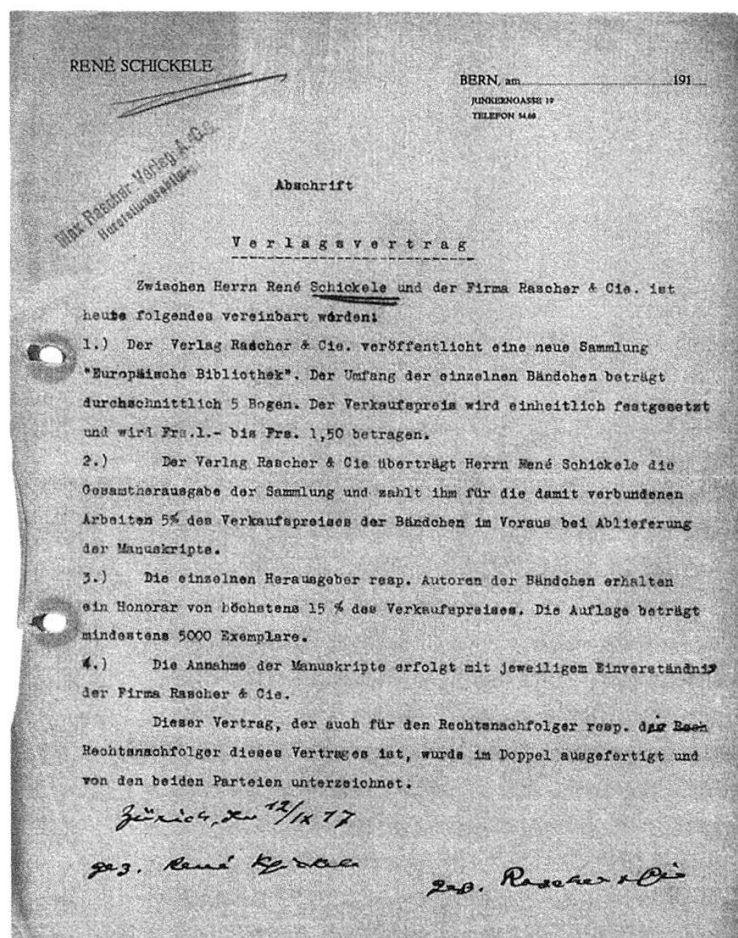 RENÉ SCHICKELE
BERN, am 191
JUNKERNGASSE 19
TELEFON 54.68
Max Rascher Verlag A.-G.
Herstellungsabteilung
Abschrift
Verlagsvertrag
Zwischen Herrn René Schickele und der Firma Rascher & Cie. ist
heute folgendes vereinbart worden:
1.) Der Verlag Rascher & Cie. veröffentlicht eine neue Sammlung
"Europäische Bibliothek". Der Umfang der einzelnen Bändchen beträgt
durchschnittlich 5 Bogen. Der Verkaufspreis wird einheitlich festgesetzt
und wird Frs.1.- bis Frs. 1,50 betragen.
2.) Der Verlag Rascher & Cie überträgt Herrn René Schickele die
Gesamtherausgabe der Sammlung und zahlt ihm für die damit verbundenen
Arbeiten 5% des Verkaufspreises der Bändchen im Voraus bei Ablieferung
der Manuskripte.
3.) Die einzelnen Herausgeber resp. Autoren der Bändchen erhalten
ein Honorar von höchstens 15 % des Verkaufspreises. Die Auflage beträgt
mindestens 5000 Exemplare.
4.) Die Annahme der Manuskripte erfolgt mit jeweiligem Einverständnis
der Firma Rascher & Cie.
Dieser Vertrag, der auch für den Rechtsnachfolger resp. der Rech
Rechtsnachfolger dieses Vertrages ist, wurde im Doppel ausgefertigt und
von den beiden Parteien unterzeichnet.
Zürich, den 12/IX 17
gez. René Schickele
gez. Rascher & Cie